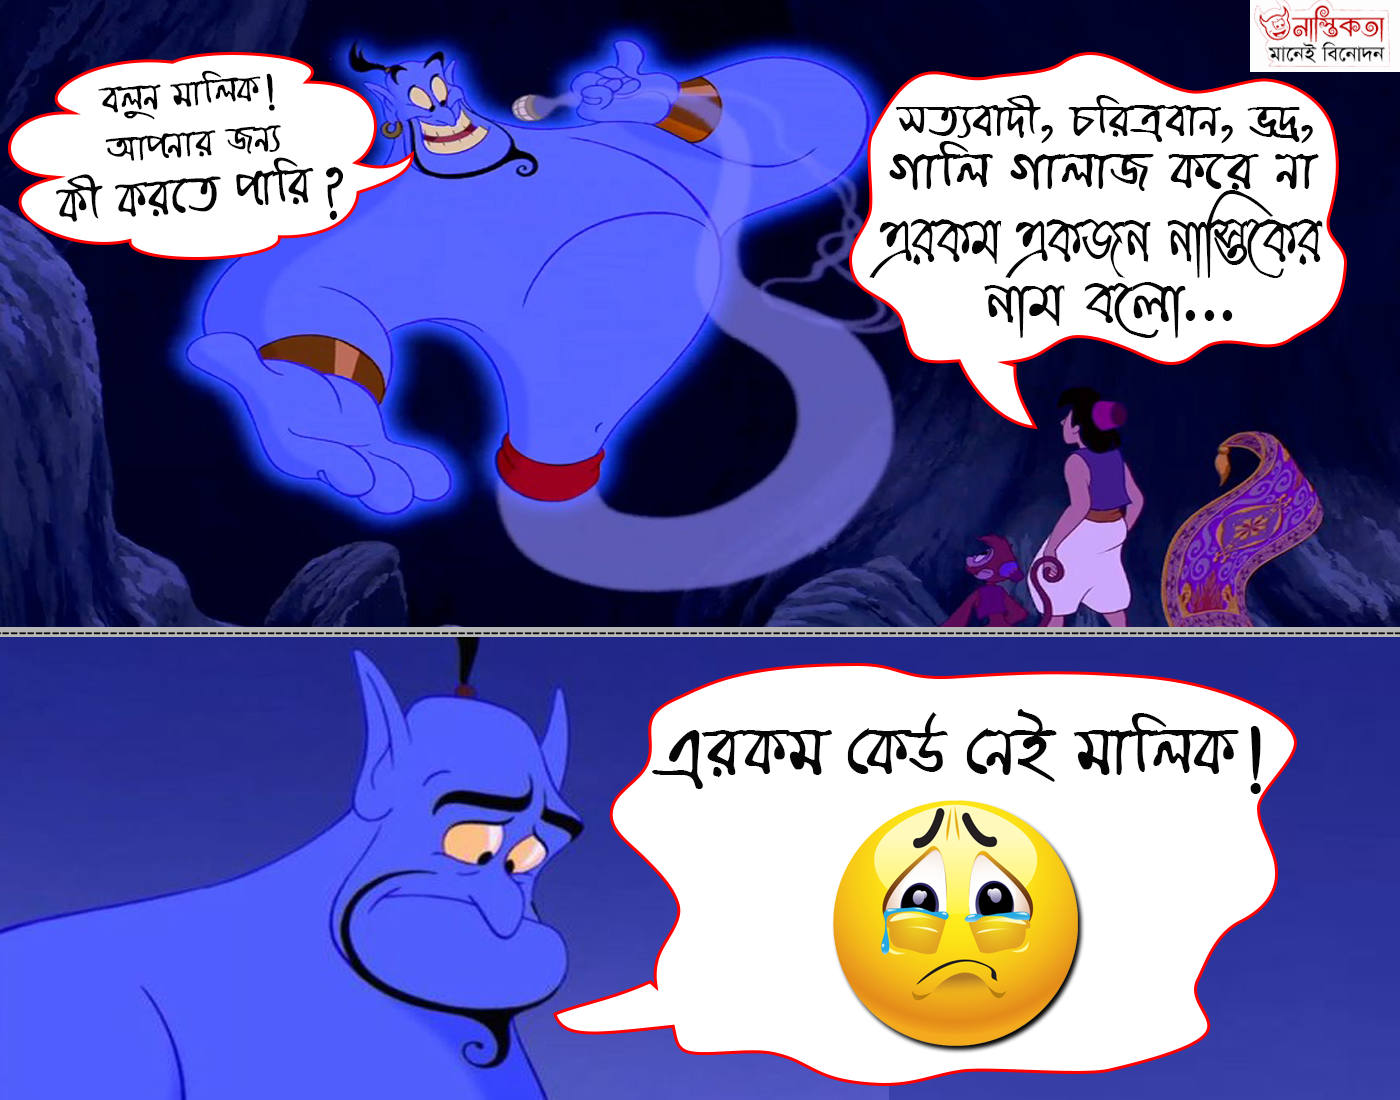 নাস্তিকতা
মানেই বিনোদন
বলুন মালিক!
আপনার জন্য
কী করতে পারি ?
সত্যবাদী, চরিত্রবান, ভদ্র,
গালি গালাজ করে না
এরকম একজন নাস্তিকের
নাম বলো...
এরকম কেউ নেই মালিক!